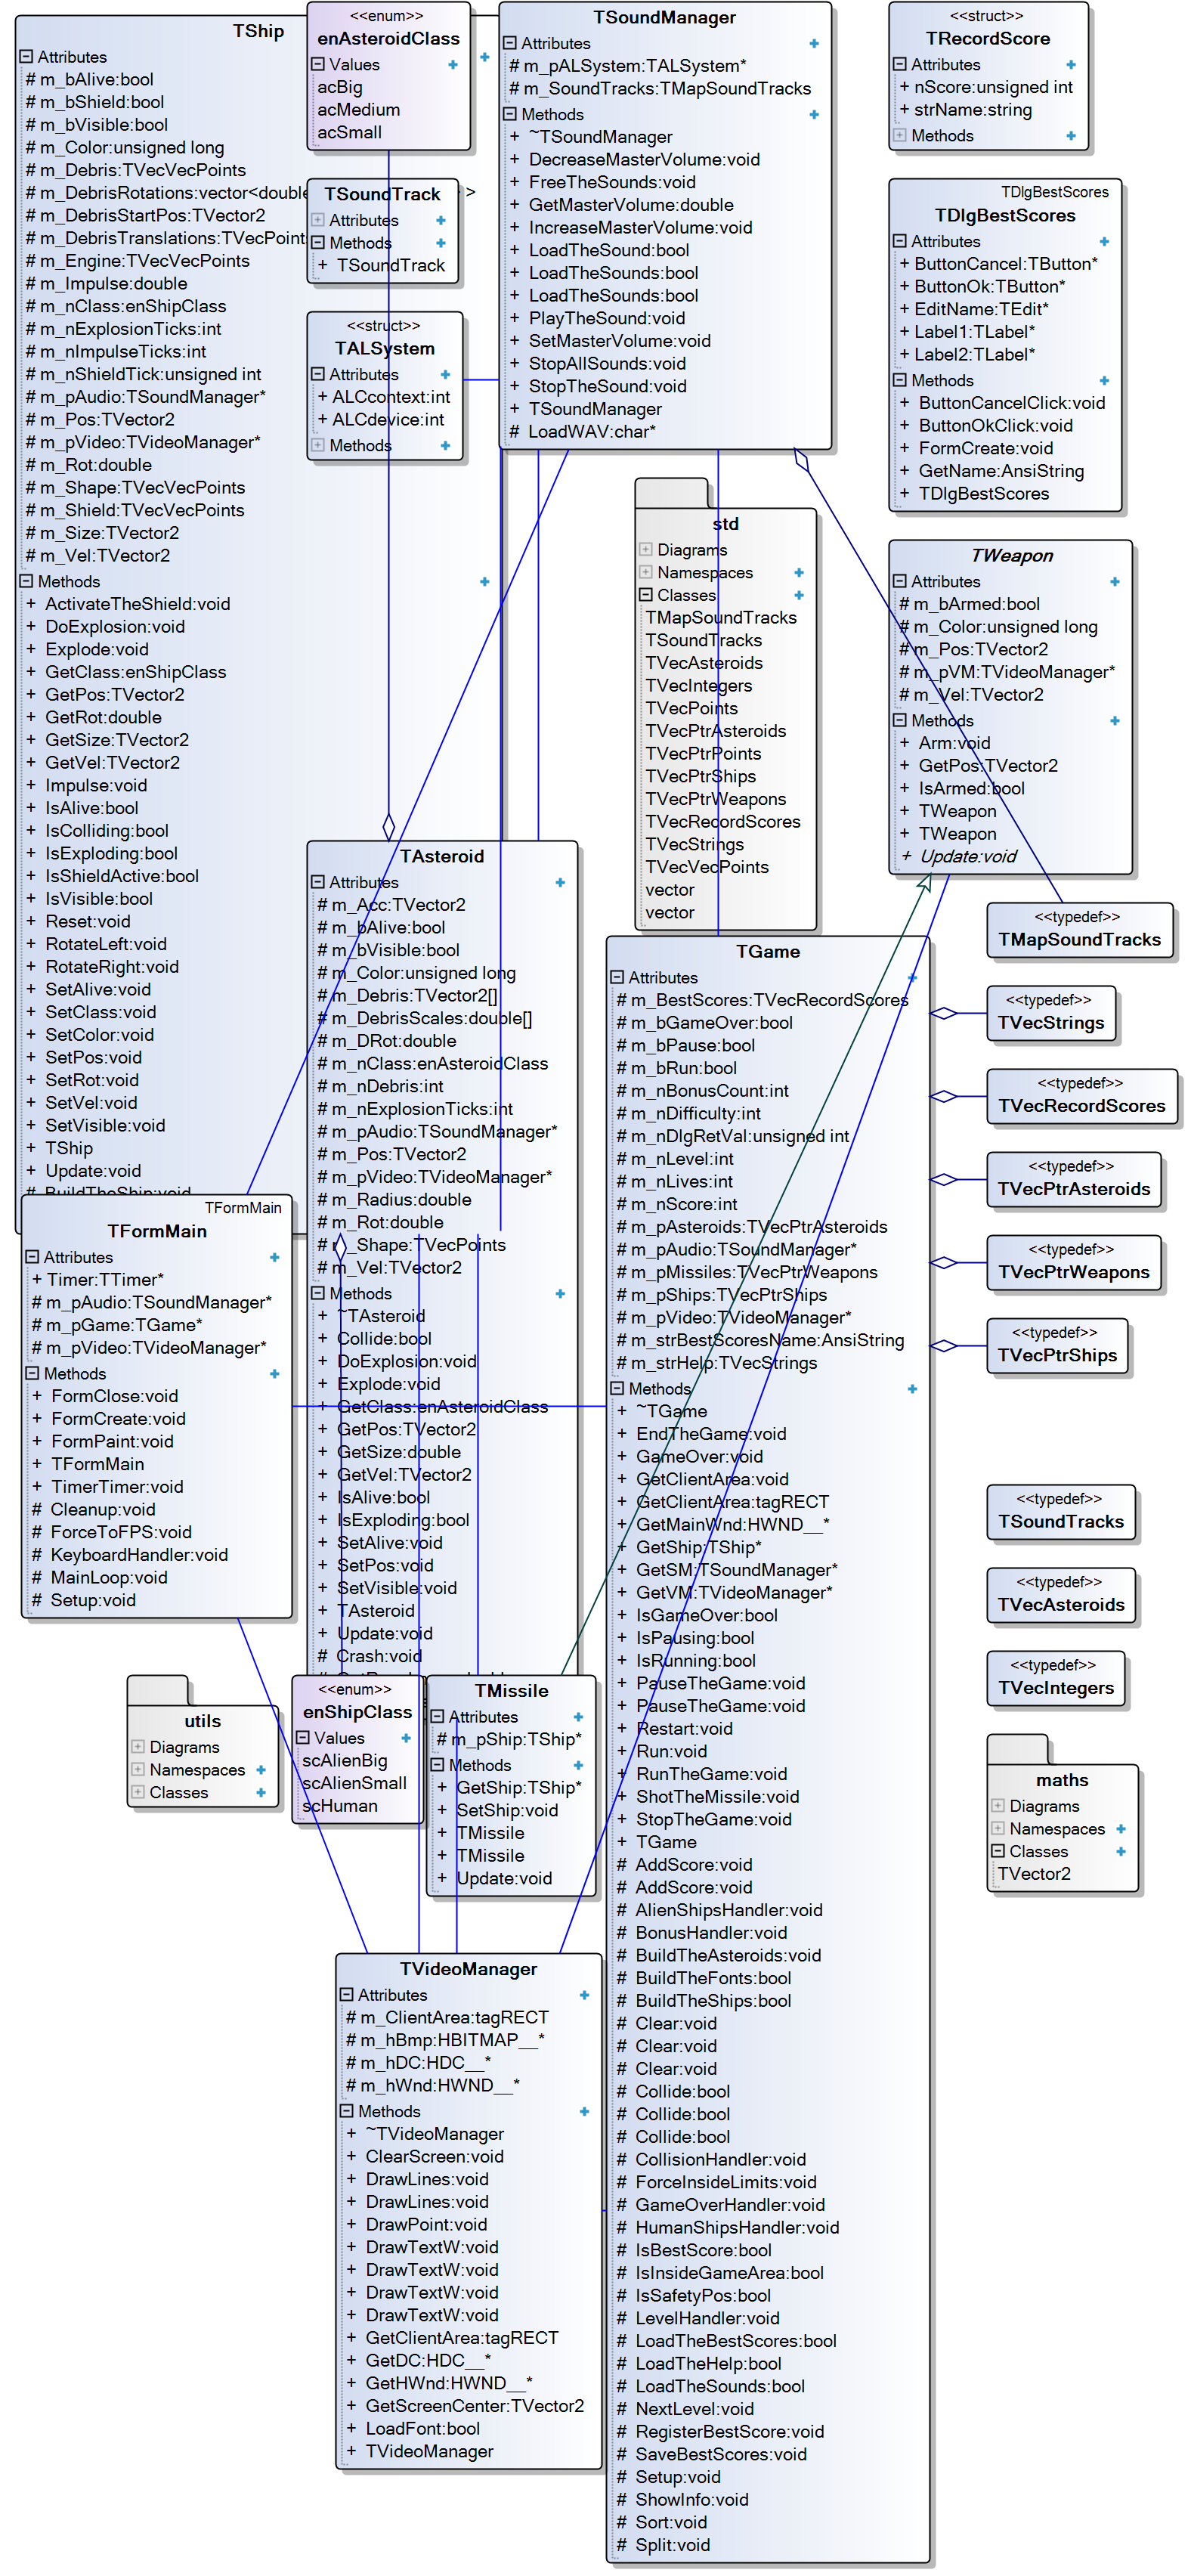 TShip
Attributes
# m_bAlive:bool
# m_bShield:bool
# m_bVisible:bool
# m_Color:unsigned long
# m_Debris:TVecVecPoints
# m_DebrisRotations:vector<double >
# m_DebrisStartPos:TVector2
# m_DebrisTranslations:TVecPoint
# m_Engine:TVecVecPoints
# m_Impulse:double
# m_nClass:enShipClass
# m_nExplosionTicks:int
# m_nImpulseTicks:int
# m_nShieldTick:unsigned int
# m_pAudio:TSoundManager*
# m_Pos:TVector2
# m_pVideo:TVideoManager*
# m_Rot:double
# m_Shape:TVecVecPoints
# m_Shield:TVecVecPoints
# m_Size:TVector2
# m_Vel:TVector2
Methods
+ ActivateTheShield:void
+ DoExplosion:void
+ Explode:void
+ GetClass:enShipClass
+ GetPos:TVector2
+ GetRot:double
+ GetSize:TVector2
+ GetVel:TVector2
+ Impulse:void
+ IsAlive:bool
+ IsColliding:bool
+ IsExploding:bool
+ IsShieldActive:bool
+ IsVisible:bool
+ Reset:void
+ RotateLeft:void
+ RotateRight:void
+ SetAlive:void
+ SetClass:void
+ SetColor:void
+ SetPos:void
+ SetRot:void
+ SetVel:void
+ SetVisible:void
+ TShip
+ Update:void
# BuildTheShip:void
<<enum>>
enAsteroidClass
Values
acBig
acMedium
acSmall
TSoundTrack
Attributes
Methods
+ TSoundTrack
<<struct>>
TALSystem
Attributes
+ ALCcontext:int
+ ALCdevice:int
Methods
TSoundManager
Attributes
# m_pALSystem:TALSystem*
# m_SoundTracks:TMapSoundTracks
Methods
+ ~TSoundManager
+ DecreaseMasterVolume:void
+ FreeTheSounds:void
+ GetMasterVolume:double
+ IncreaseMasterVolume:void
+ LoadTheSound:bool
+ LoadTheSounds:bool
+ LoadTheSounds:bool
+ PlayTheSound:void
+ SetMasterVolume:void
+ StopAllSounds:void
+ StopTheSound:void
+ TSoundManager
# LoadWAV:char*
<<struct>>
TRecordScore
Attributes
+ nScore:unsigned int
+ strName:string
Methods
TDlgBestScores
TDlgBestScores
Attributes
+ ButtonCancel:TButton*
+ ButtonOk:TButton*
+ EditName:TEdit*
+ Label1:TLabel*
+ Label2:TLabel*
Methods
+ ButtonCancelClick:void
+ ButtonOkClick:void
+ FormCreate:void
+ GetName:AnsiString
+ TDlgBestScores
std
Diagrams
Namespaces
Classes
TMapSoundTracks
TSoundTracks
TVecAsteroids
TVecIntegers
TVecPoints
TVecPtrAsteroids
TVecPtrPoints
TVecPtrShips
TVecPtrWeapons
TVecRecordScores
TVecStrings
TVecVecPoints
vector
vector
TWeapon
Attributes
# m_bArmed:bool
# m_Color:unsigned long
# m_Pos:TVector2
# m_pVM:TVideoManager*
# m_Vel:TVector2
Methods
+ Arm:void
+ GetPos:TVector2
+ IsArmed:bool
+ TWeapon
+ TWeapon
+ Update:void
TAsteroid
Attributes
# m_Acc:TVector2
# m_bAlive:bool
# m_bVisible:bool
# m_Color:unsigned long
# m_Debris:TVector2[]
# m_DebrisScales:double[]
# m_DRot:double
# m_nClass:enAsteroidClass
# m_nDebris:int
# m_nExplosionTicks:int
# m_pAudio:TSoundManager*
# m_Pos:TVector2
# m_pVideo:TVideoManager*
# m_Radius:double
# m_Rot:double
# m_Shape:TVecPoints
# m_Vel:TVector2
Methods
+ ~TAsteroid
+ Collide:bool
+ DoExplosion:void
+ Explode:void
+ GetClass:enAsteroidClass
+ GetPos:TVector2
+ GetSize:double
+ GetVel:TVector2
+ IsAlive:bool
+ IsExploding:bool
+ SetAlive:void
+ SetPos:void
+ SetVisible:void
+ TAsteroid
+ Update:void
# Crash:void
TGame
Attributes
# m_BestScores:TVecRecordScores
# m_bGameOver:bool
# m_bPause:bool
# m_bRun:bool
# m_nBonusCount:int
# m_nDifficulty:int
# m_nDlgRetVal:unsigned int
# m_nLevel:int
# m_nLives:int
# m_nScore:int
# m_pAsteroids:TVecPtrAsteroids
# m_pAudio:TSoundManager*
# m_pMissiles:TVecPtrWeapons
# m_pShips:TVecPtrShips
# m_pVideo:TVideoManager*
# m_strBestScoresName:AnsiString
# m_strHelp:TVecStrings
Methods
+ ~TGame
+ EndTheGame:void
+ GameOver:void
+ GetClientArea:void
+ GetClientArea:tagRECT
+ GetMainWnd:HWND__*
+ GetShip:TShip*
+ GetSM:TSoundManager*
+ GetVM:TVideoManager*
+ IsGameOver:bool
+ IsPausing:bool
+ IsRunning:bool
+ PauseTheGame:void
+ PauseTheGame:void
+ Restart:void
+ Run:void
+ RunTheGame:void
+ ShotTheMissile:void
+ StopTheGame:void
+ TGame
# AddScore:void
# AddScore:void
# AlienShipsHandler:void
# BonusHandler:void
# BuildTheAsteroids:void
# BuildTheFonts:bool
# BuildTheShips:bool
# Clear:void
# Clear:void
# Clear:void
# Collide:bool
# Collide:bool
# Collide:bool
# CollisionHandler:void
# ForceInsideLimits:void
# GameOverHandler:void
# HumanShipsHandler:void
# IsBestScore:bool
# IsInsideGameArea:bool
# IsSafetyPos:bool
# LevelHandler:void
# LoadTheBestScores:bool
# LoadTheHelp:bool
# LoadTheSounds:bool
# NextLevel:void
# RegisterBestScore:void
# SaveBestScores:void
# Setup:void
# ShowInfo:void
# Sort:void
# Split:void
<<typedef>>
TMapSoundTracks
<<typedef>>
TVecStrings
<<typedef>>
TVecRecordScores
<<typedef>>
TVecPtrAsteroids
<<typedef>>
TVecPtrWeapons
<<typedef>>
TVecPtrShips
<<typedef>>
TSoundTracks
<<typedef>>
TVecAsteroids
<<typedef>>
TVecIntegers
maths
Diagrams
Namespaces
Classes
TVector2
TFormMain
TFormMain
Attributes
+ Timer:TTimer*
# m_pAudio:TSoundManager*
# m_pGame:TGame*
# m_pVideo:TVideoManager*
Methods
+ FormClose:void
+ FormCreate:void
+ FormPaint:void
+ TFormMain
+ TimerTimer:void
# Cleanup:void
# ForceToFPS:void
# KeyboardHandler:void
# MainLoop:void
# Setup:void
utils
Diagrams
Namespaces
Classes
<<enum>>
enShipClass
Values
scAlienBig
scAlienSmall
scHuman
TMissile
Attributes
# m_pShip:TShip*
Methods
+ GetShip:TShip*
+ SetShip:void
+ TMissile
+ TMissile
+ Update:void
TVideoManager
Attributes
# m_ClientArea:tagRECT
# m_hBmp:HBITMAP__*
# m_hDC:HDC__*
# m_hWnd:HWND__*
Methods
+ ~TVideoManager
+ ClearScreen:void
+ DrawLines:void
+ DrawLines:void
+ DrawPoint:void
+ DrawTextW:void
+ DrawTextW:void
+ DrawTextW:void
+ DrawTextW:void
+ GetClientArea:tagRECT
+ GetDC:HDC__*
+ GetHWnd:HWND__*
+ GetScreenCenter:TVector2
+ LoadFont:bool
+ TVideoManager